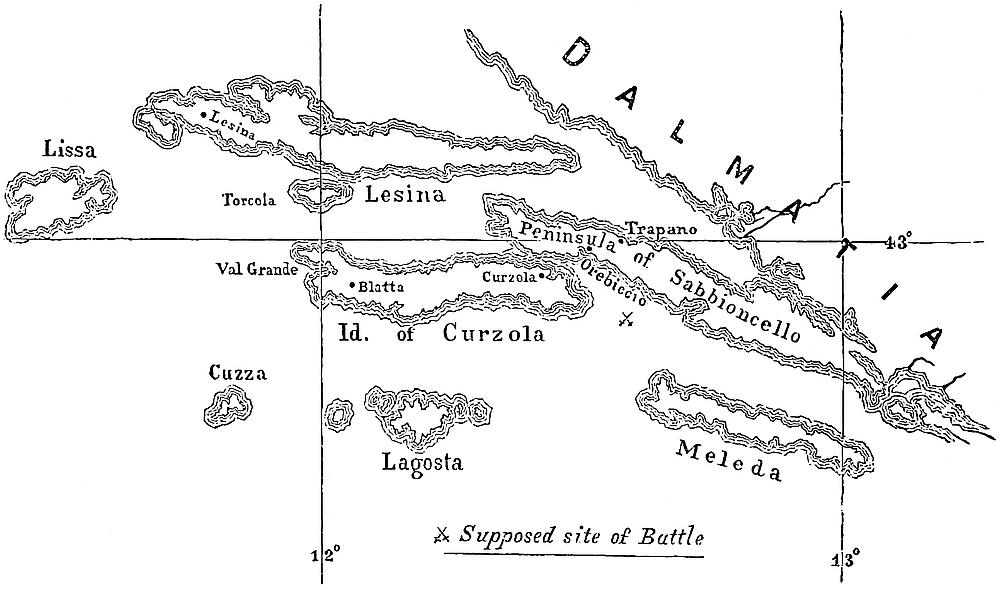 DALMATIA
Lesina
Lissa
Torcola
Lesina
Peninsula of Sabbioncello
Trapano
43°
Val Grande
Blatta
Curzola
Orebiccio
Id. of Curzola
Cuzza
Lagosta
Meleda
Supposed site of Battle
12°
13°